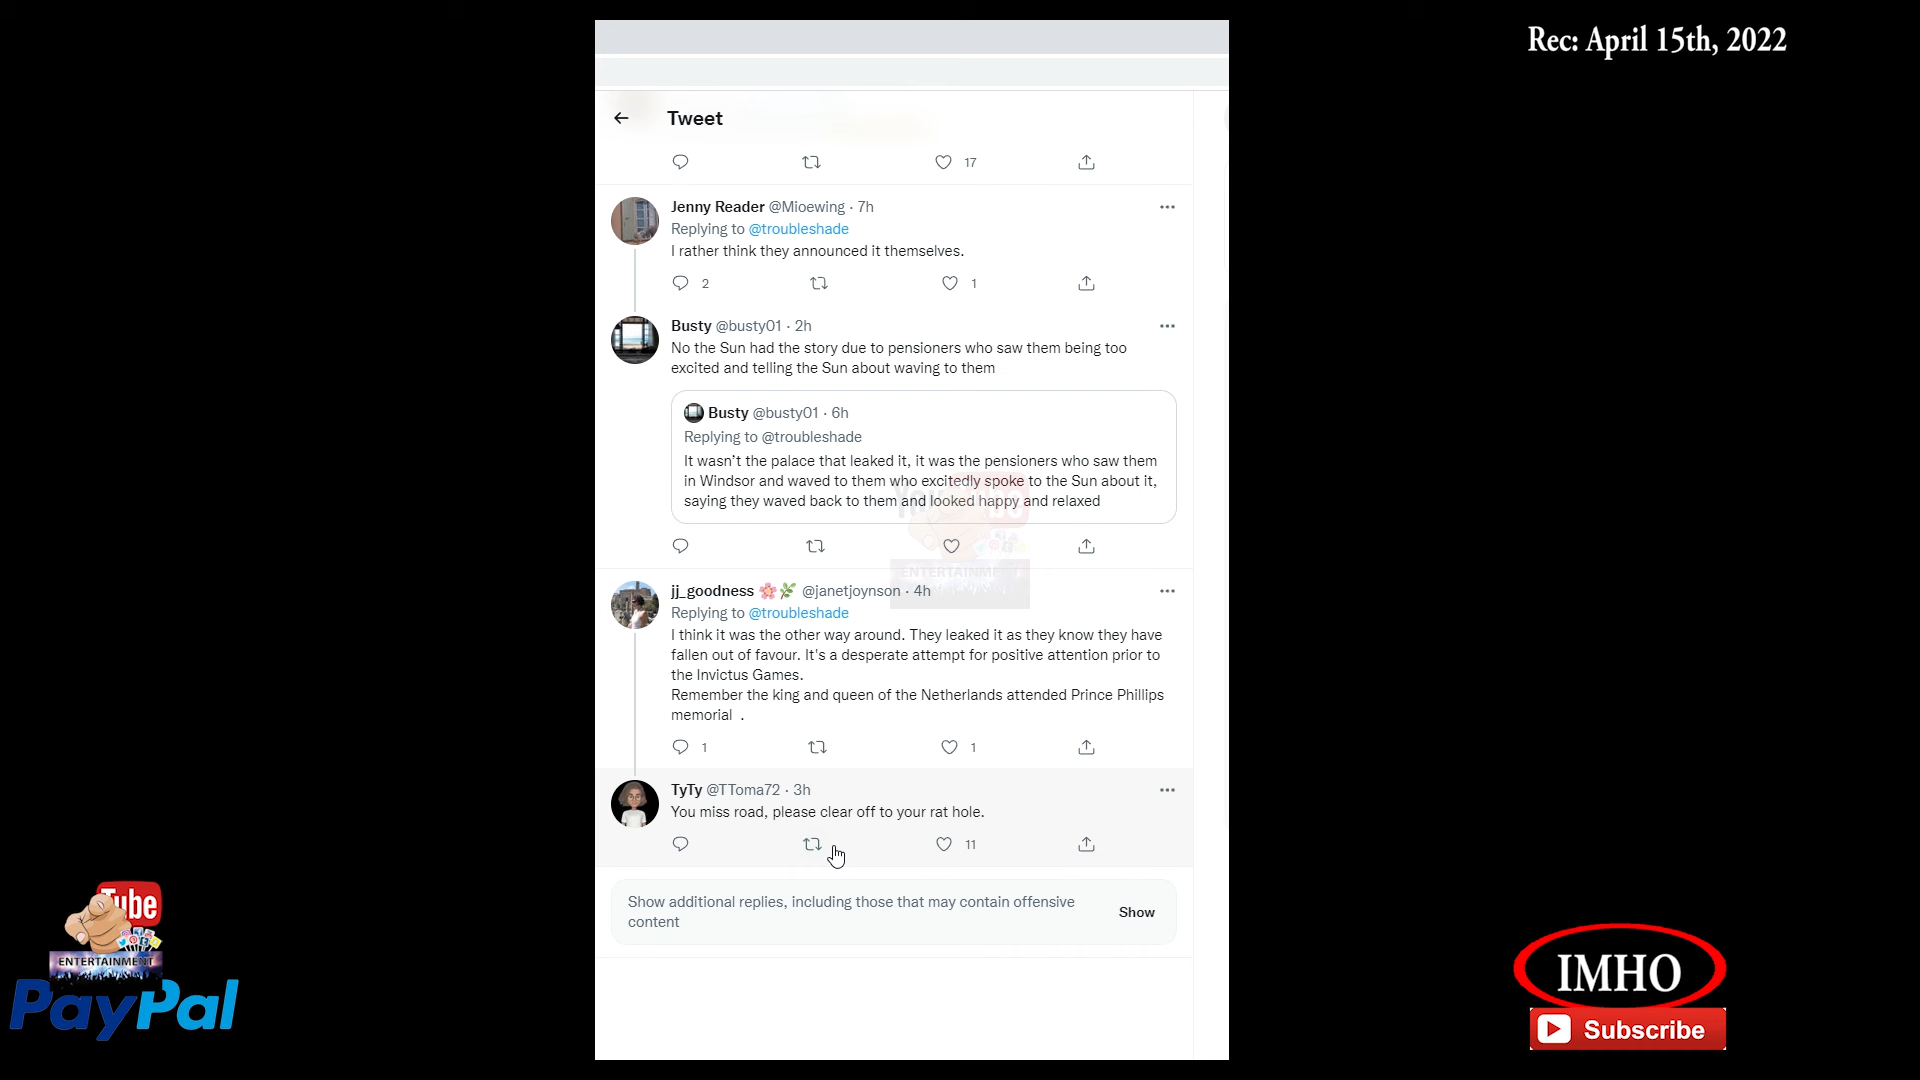 Rec: April 15th, 2022
Tweet
17
Jenny Reader @Mioewing · 7h
Replying to @troubleshade
I rather think they announced it themselves.
2 1
Busty @busty01 · 2h
No the Sun had the story due to pensioners who saw them being too
excited and telling the Sun about waving to them
Busty @busty01 · 6h
Replying to @troubleshade
It wasn’t the palace that leaked it, it was the pensioners who saw them
in Windsor and waved to them who excitedly spoke to the Sun about it,
saying they waved back to them and looked happy and relaxed
ENTERTAINMENT
jj_goodness 🌸🌿 @janetjoynson · 4h
Replying to @troubleshade
I think it was the other way around. They leaked it as they know they have
fallen out of favour. It's a desperate attempt for positive attention prior to
the Invictus Games.
Remember the king and queen of the Netherlands attended Prince Phillips
memorial .
1 1
TyTy @TToma72 · 3h
You miss road, please clear off to your rat hole.
11
Show additional replies, including those that may contain offensive
content
Show
Tube
ENTERTAINMENT
PayPal
IMHO
Subscribe